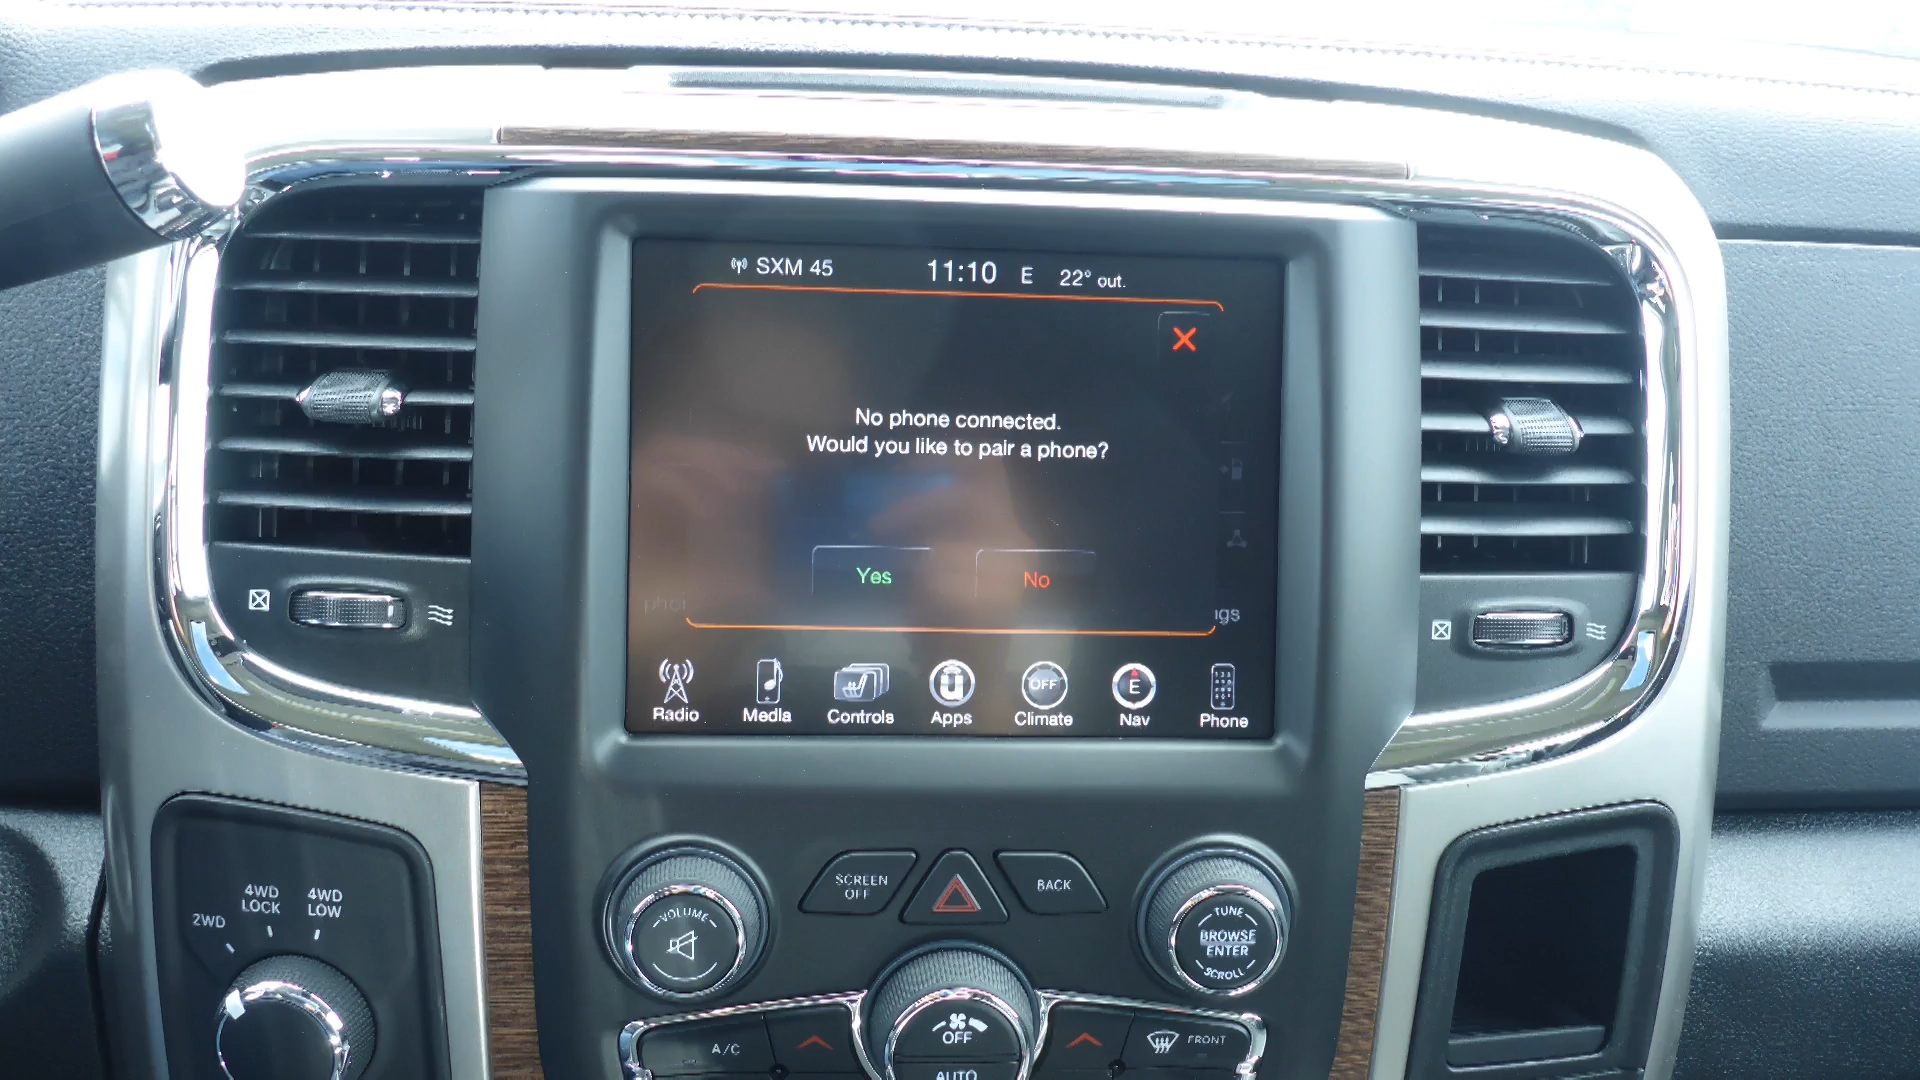 SXM 45
11:10 E 22° out.
No phone connected.
Would you like to pair a phone?
Yes
No
phon
ıgs
Radio
Media
Controls
Apps
OFF
Climate
E
Nav
Phone
2WD
4WD
LOCK
4WD
LOW
VOLUME
SCREEN
OFF
BACK
TUNE
BROWSE
ENTER
SCROLL
A/C
OFF
AUTO
FRONT